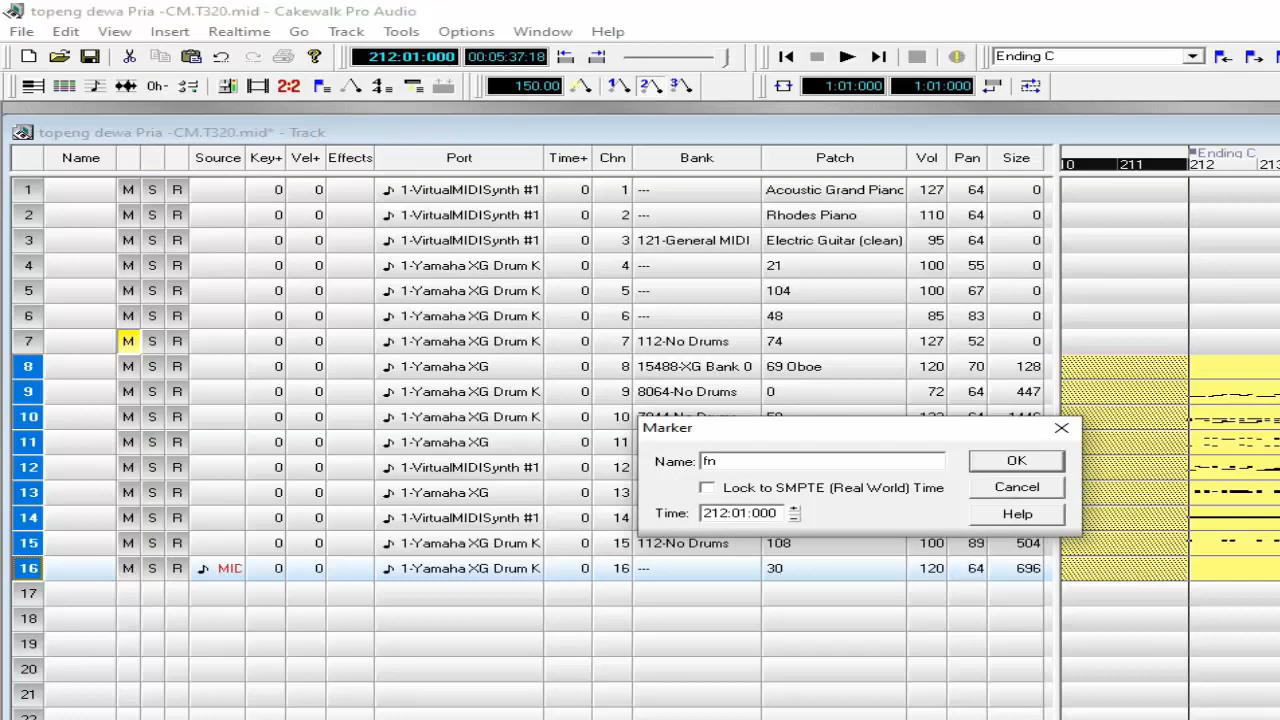 topeng dewa Pria -CM.T320.mid - Cakewalk Pro Audio
File Edit View Insert Realtime Go Track Tools Options Window Help
212:01:000 00:05:37:18 Ending C
2:2 150.00 1 2 3 1:01:000 1:01:000
topeng dewa Pria -CM.T320.mid* - Track
Name Source Key+ Vel+ Effects Port Time+ Chn Bank Patch Vol Pan Size
Ending C
0 211 212 213
1 M S R 0 0 1-VirtualMIDISynth #1 0 1 --- Acoustic Grand Pianc 127 64 0
2 M S R 0 0 1-VirtualMIDISynth #1 0 2 --- Rhodes Piano 110 64 0
3 M S R 0 0 1-VirtualMIDISynth #1 0 3 121-General MIDI Electric Guitar (clean) 95 64 0
4 M S R 0 0 1-Yamaha XG Drum K 0 4 --- 21 100 55 0
5 M S R 0 0 1-Yamaha XG Drum K 0 5 --- 104 100 67 0
6 M S R 0 0 1-Yamaha XG Drum K 0 6 --- 48 85 83 0
7 M S R 0 0 1-Yamaha XG Drum K 0 7 112-No Drums 74 127 52 0
8 M S R 0 0 1-Yamaha XG 0 8 15488-XG Bank 0 69 Oboe 120 70 128
9 M S R 0 0 1-Yamaha XG Drum K 0 9 8064-No Drums 0 72 64 447
10 M S R 0 0 1-Yamaha XG Drum K 0 10
11 M S R 0 0 1-Yamaha XG 0 11
12 M S R 0 0 1-VirtualMIDISynth #1 0 12
13 M S R 0 0 1-Yamaha XG 0 13
14 M S R 0 0 1-VirtualMIDISynth #1 0 14
15 M S R 0 0 1-Yamaha XG Drum K 0 15 112-No Drums 108 100 89 504
16 M S R MID 0 0 1-Yamaha XG Drum K 0 16 --- 30 120 64 696
17
18
19
20
21
Marker
Name: fn OK
Lock to SMPTE (Real World) Time Cancel
Time: 212:01:000 Help